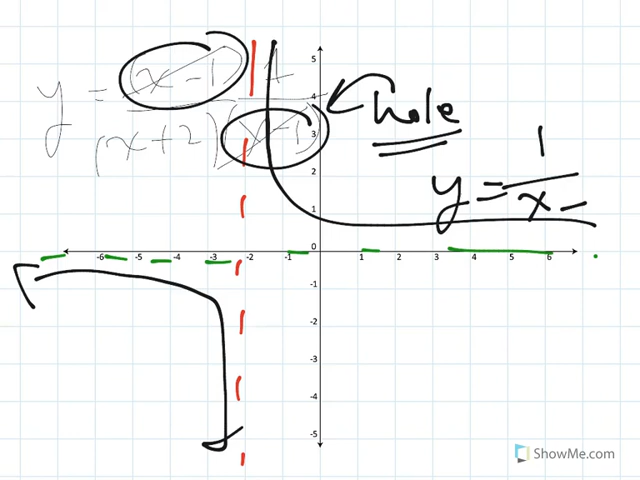 y = (x-1) 1
(x+2)(x-1)
hole
y = 1
x -
5
4
3
2
1
0
-6 -5 -4 -3 -2 -1 1 2 3 4 5 6
-1
-2
-3
-4
-5
ShowMe.com